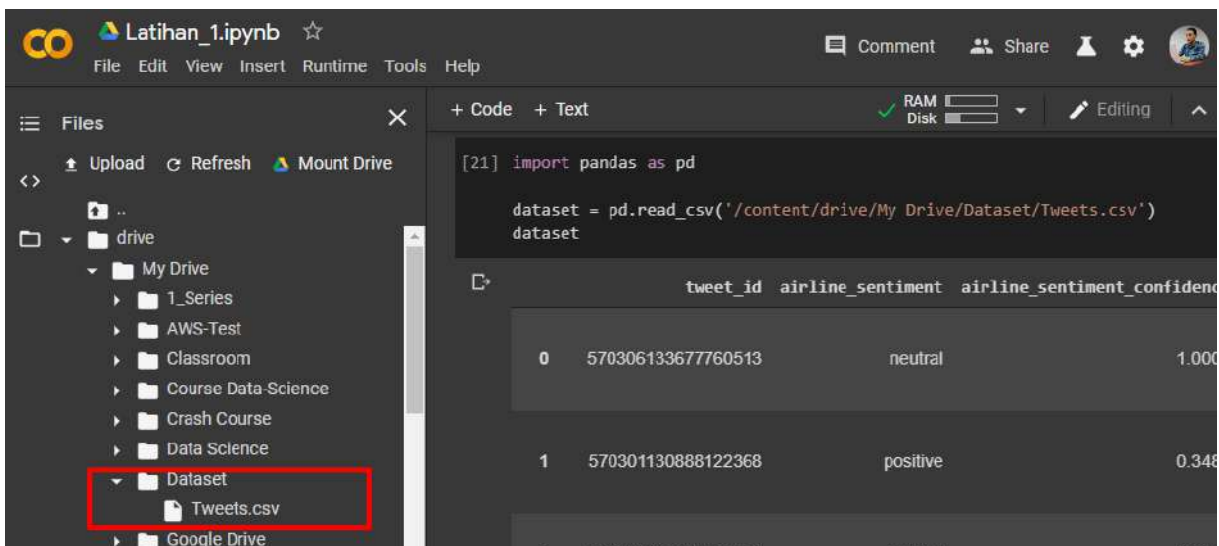 CO Latihan_1.ipynb
File Edit View Insert Runtime Tools Help
Comment Share
Files
Upload Refresh Mount Drive
<>
..
drive
My Drive
1_Series
AWS-Test
Classroom
Course Data-Science
Crash Course
Data Science
Dataset
Tweets.csv
Google Drive
+ Code + Text
RAM
Disk
Editing
[21] import pandas as pd
dataset = pd.read_csv('/content/drive/My Drive/Dataset/Tweets.csv')
dataset
tweet_id airline_sentiment airline_sentiment_confidenc
0 570306133677760513 neutral 1.000
1 570301130888122368 positive 0.348